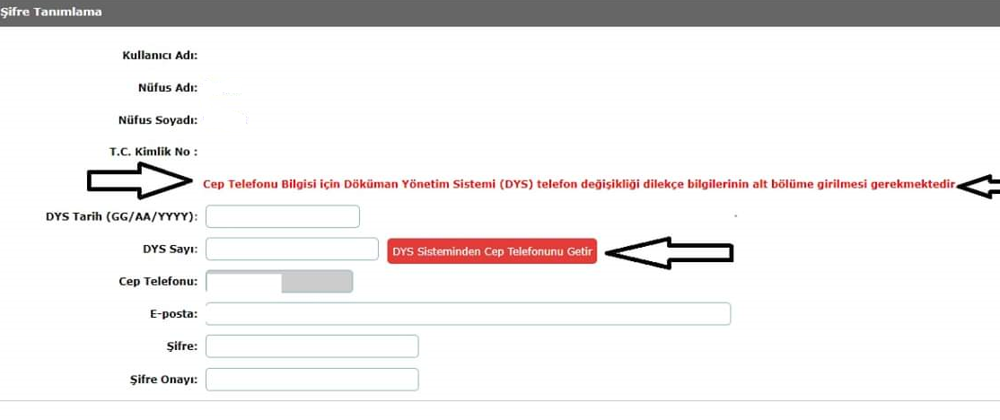 Şifre Tanımlama
Kullanıcı Adı:
Nüfus Adı:
Nüfus Soyadı:
T.C. Kimlik No :
Cep Telefonu Bilgisi için Döküman Yönetim Sistemi (DYS) telefon değişikliği dilekçe bilgilerinin alt bölüme girilmesi gerekmektedir.
DYS Tarih (GG/AA/YYYY):
DYS Sayı:
DYS Sisteminden Cep Telefonunu Getir
Cep Telefonu:
E-posta:
Şifre:
Şifre Onayı: